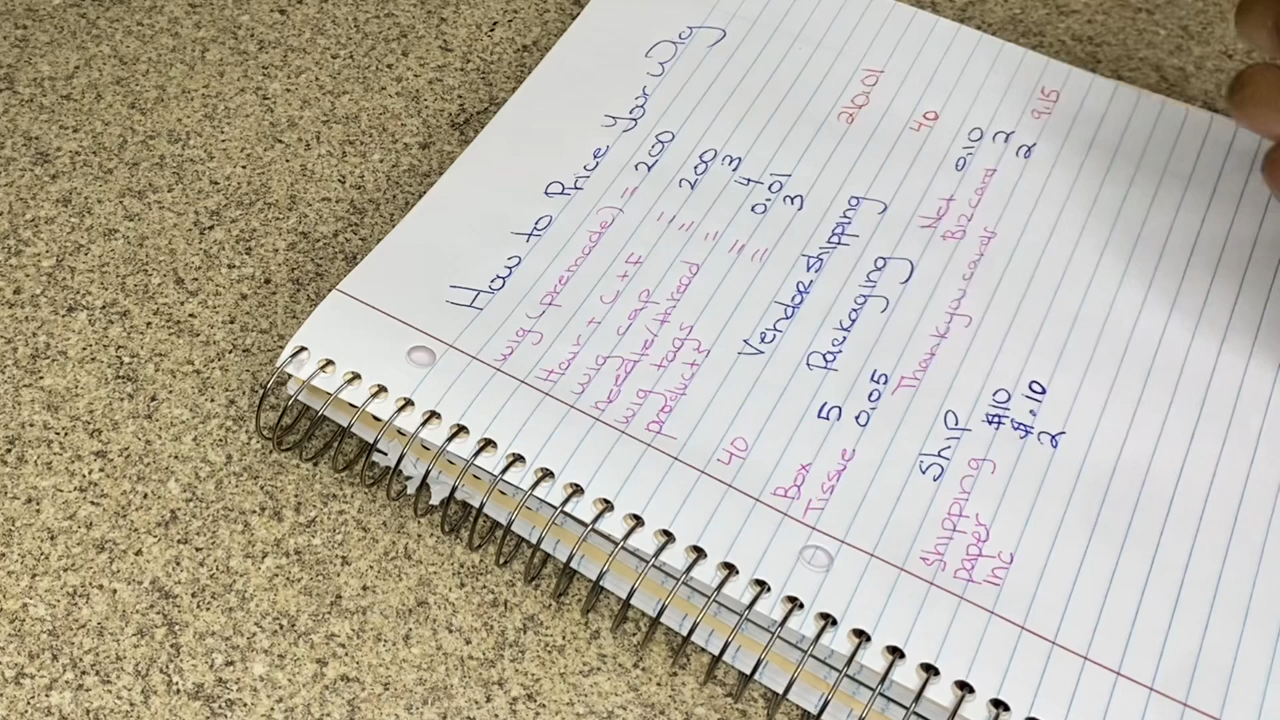 How to Price Your Wig
wig (premade) = 200
Hair + C + F = 200
wig cap = 3
needle/thread = 4
wig tags = 0.01
products = 3
210.01
Vendor Shipping
40 40
Packaging
Box 5 Net 0.10
Tissue 0.05 Bizcard 2
Thankyou cards 2
9.15
Ship
Shipping $10
paper $.10
inc 2